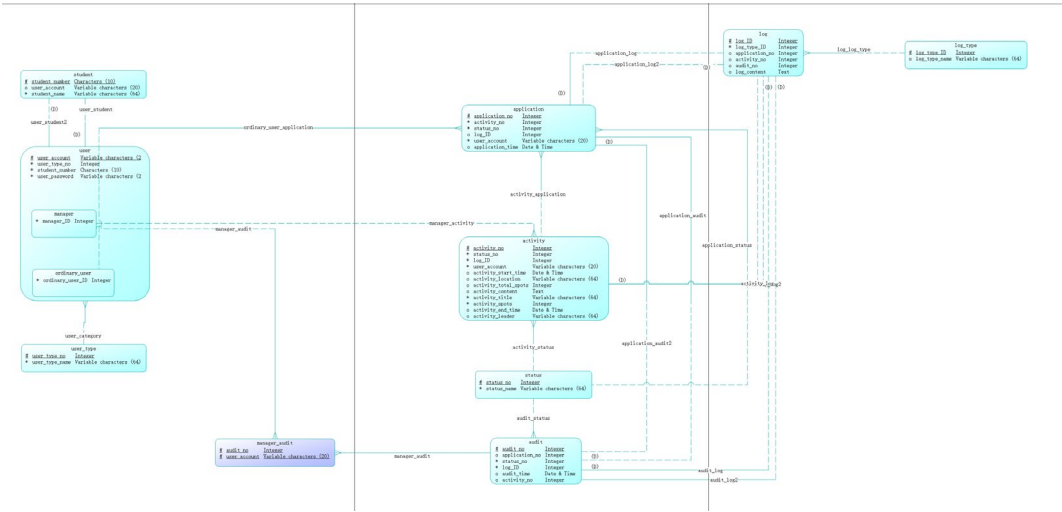 log
# log_ID Integer
* log_type_ID Integer
o application_no Integer
o activity_no Integer
o audit_no Integer
o log_content Text
log_log_type
log_type
# log_type_ID Integer
o log_type_name Variable characters (64)
application_log
application_log2
(D)
(D)
student
# student_number Characters (10)
o user_account Variable characters (20)
* student_name Variable characters (64)
(D)
user_student
user_student2
(D)
ordinary_user_application
application
# application_no Integer
* activity_no Integer
* status_no Integer
o log_ID Integer
* user_account Variable characters (20)
o application_time Date & Time
(D)
(D) (D)
user
# user_account Variable characters (2
* user_type_no Integer
* student_number Characters (10)
* user_password Variable characters (2
manager
* manager_ID Integer
ordinary_user
* ordinary_user_ID Integer
activity_application
application_audit
application_status
manager_activity
manager_audit
activity
# activity_no Integer
* status_no Integer
* log_ID Integer
* user_account Variable characters (20)
o activity_start_time Date & Time
o activity_location Variable characters (64)
o activity_total_spots Integer
o activity_content Text
* activity_title Variable characters (64)
* activity_spots Integer
o activity_end_time Date & Time
o activity_leader Variable characters (64)
(D)
user_category
user_type
# user_type_no Integer
* user_type_name Variable characters (64)
activity_status
application_audit2
status
# status_no Integer
* status_name Variable characters (64)
audit_status
manager_audit
# audit_no Integer
# user_account Variable characters (20)
manager_audit
audit
# audit_no Integer
o application_no Integer
* status_no Integer
* log_ID Integer
o audit_time Date & Time
o activity_no Integer
(D)
(D)
audit_log
audit_log2